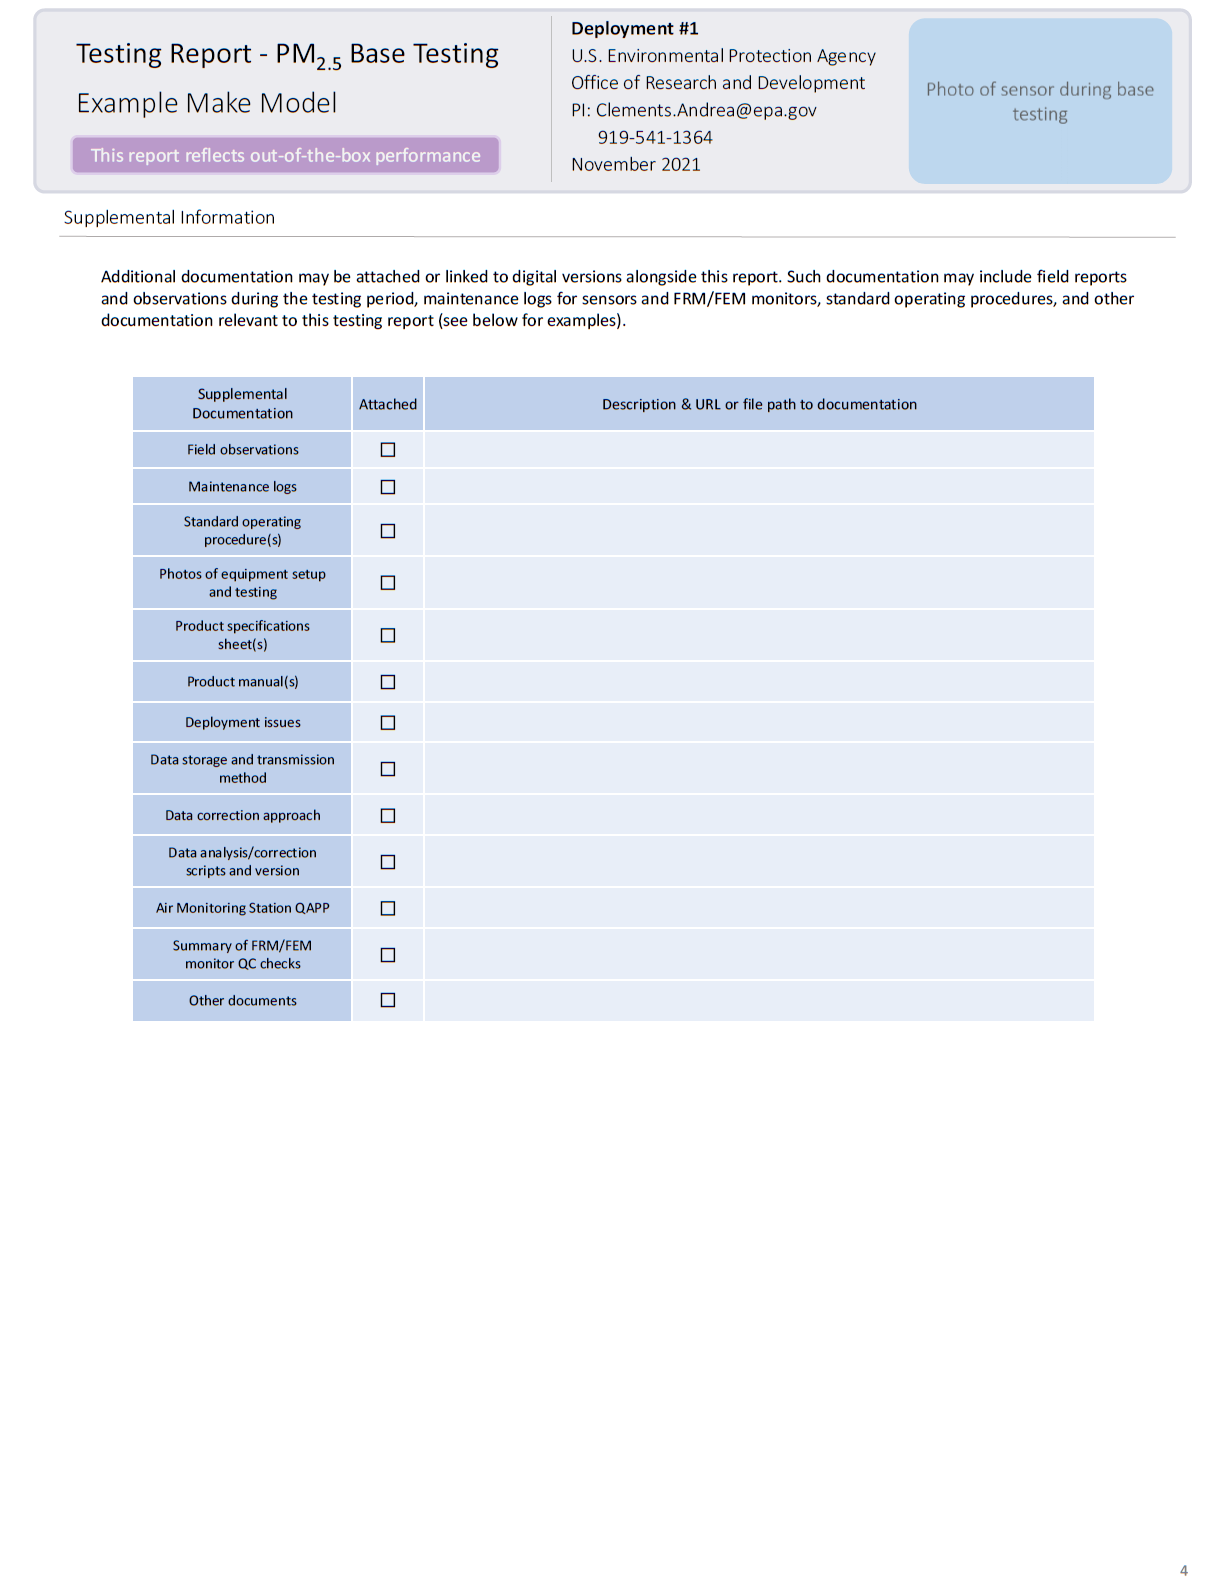 Testing Report - PM2.5 Base Testing
Example Make Model
This report reflects out-of-the-box performance
Deployment #1
U.S. Environmental Protection Agency
Office of Research and Development
PI: Clements.Andrea@epa.gov
919-541-1364
November 2021
Photo of sensor during base
testing
Supplemental Information
Additional documentation may be attached or linked to digital versions alongside this report. Such documentation may include field reports
and observations during the testing period, maintenance logs for sensors and FRM/FEM monitors, standard operating procedures, and other
documentation relevant to this testing report (see below for examples).
Supplemental
Documentation
Attached
Description & URL or file path to documentation
Field observations
☐
Maintenance logs
☐
Standard operating
procedure(s)
☐
Photos of equipment setup
and testing
☐
Product specifications
sheet(s)
☐
Product manual(s)
☐
Deployment issues
☐
Data storage and transmission
method
☐
Data correction approach
☐
Data analysis/correction
scripts and version
☐
Air Monitoring Station QAPP
☐
Summary of FRM/FEM
monitor QC checks
☐
Other documents
☐
4